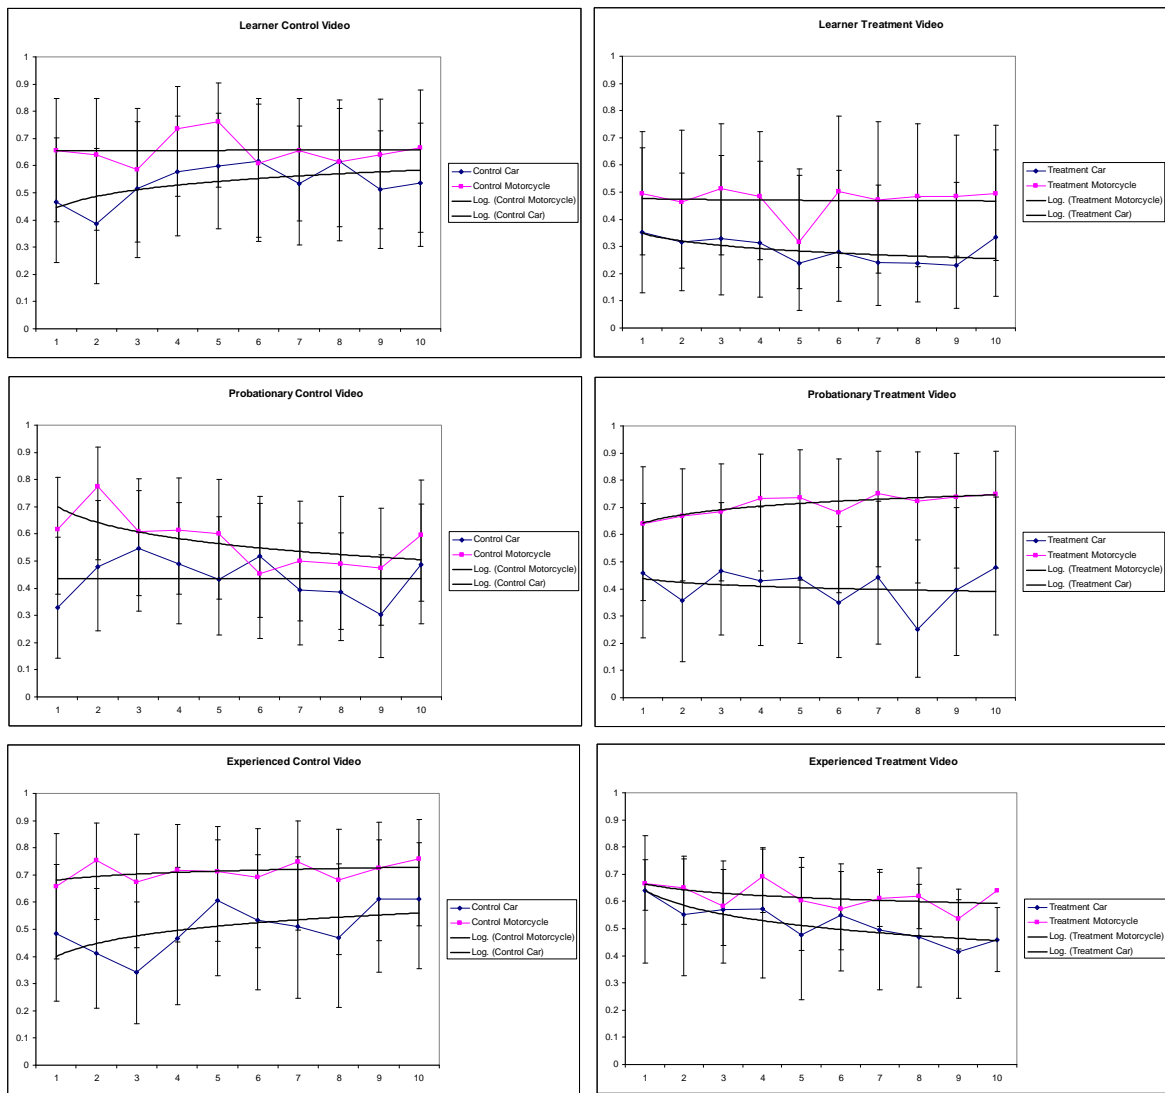 Learner Control Video
1
0.9
0.8
0.7
0.6
0.5
0.4
0.3
0.2
0.1
0
1 2 3 4 5 6 7 8 9 10
Control Car
Control Motorcycle
Log. (Control Motorcycle)
Log. (Control Car)
Learner Treatment Video
1
0.9
0.8
0.7
0.6
0.5
0.4
0.3
0.2
0.1
0
1 2 3 4 5 6 7 8 9 10
Treatment Car
Treatment Motorcycle
Log. (Treatment Motorcycle)
Log. (Treatment Car)
Probationary Control Video
1
0.9
0.8
0.7
0.6
0.5
0.4
0.3
0.2
0.1
0
1 2 3 4 5 6 7 8 9 10
Control Car
Control Motorcycle
Log. (Control Motorcycle)
Log. (Control Car)
Probationary Treatment Video
1
0.9
0.8
0.7
0.6
0.5
0.4
0.3
0.2
0.1
0
1 2 3 4 5 6 7 8 9 10
Treatment Car
Treatment Motorcycle
Log. (Treatment Motorcycle)
Log. (Treatment Car)
Experienced Control Video
1
0.9
0.8
0.7
0.6
0.5
0.4
0.3
0.2
0.1
0
1 2 3 4 5 6 7 8 9 10
Control Car
Control Motorcycle
Log. (Control Motorcycle)
Log. (Control Car)
Experienced Treatment Video
1
0.9
0.8
0.7
0.6
0.5
0.4
0.3
0.2
0.1
0
1 2 3 4 5 6 7 8 9 10
Treatment Car
Treatment Motorcycle
Log. (Treatment Motorcycle)
Log. (Treatment Car)